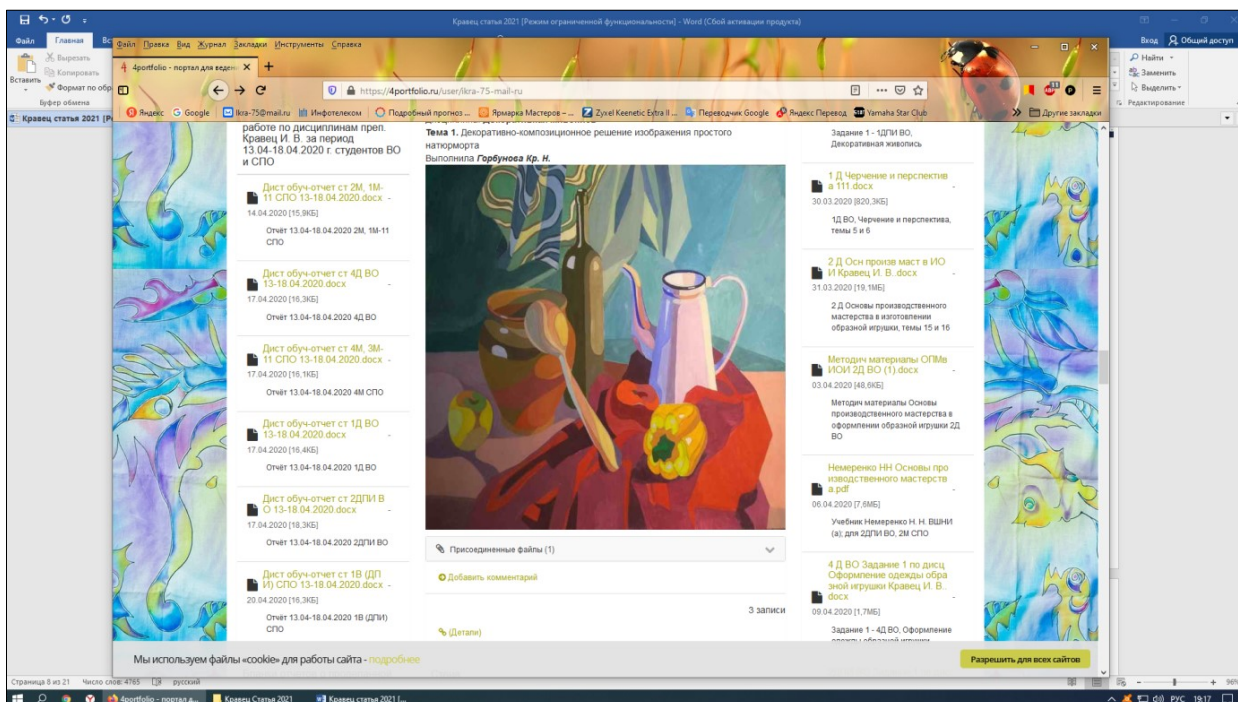 Кравец статья 2021 [Режим ограниченной функциональности] - Word (Сбой активации продукта)
Файл
Главная
Вход
Общий доступ
Вырезать
Копировать
Формат по обр
Вставить
Буфер обмена
Найти
Заменить
Выделить
Редактирование
Файл Правка Вид Журнал Закладки Инструменты Справка
4portfolio - портал для веден
https://4portfolio.ru/user/ikra-75-mail-ru
Яндекс
Google
Ikra-75@mail.ru
Инфотелеком
Подробный прогноз ...
Ярмарка Мастеров – ...
Zyxel Keenetic Extra II ...
Переводчик Google
Яндекс Перевод
Yamaha Star Club
Другие закладки
работе по дисциплинам преп.
Кравец И. В. за период
13.04-18.04.2020 г. студентов ВО
и СПО
Дист обуч-отчет ст 2М, 1М-
11 СПО 13-18.04.2020.docx -
14.04.2020 [15,9КБ]
Отчёт 13.04-18.04.2020 2М, 1М-11
СПО
Дист обуч-отчет ст 4Д ВО
13-18.04.2020.docx -
17.04.2020 [16,3КБ]
Отчёт 13.04-18.04.2020 4Д ВО
Дист обуч-отчет ст 4М, 3М-
11 СПО 13-18.04.2020.docx -
17.04.2020 [16,1КБ]
Отчёт 13.04-18.04.2020 4М СПО
Дист обуч-отчет ст 1Д ВО
13-18.04.2020.docx -
17.04.2020 [16,4КБ]
Отчёт 13.04-18.04.2020 1Д ВО
Дист обуч-отчет ст 2ДПИ В
О 13-18.04.2020.docx -
17.04.2020 [18,3КБ]
Отчёт 13.04-18.04.2020 2ДПИ ВО
Дист обуч-отчет ст 1В (ДП
И) СПО 13-18.04.2020.docx -
20.04.2020 [16,3КБ]
Отчёт 13.04-18.04.2020 1В (ДПИ)
СПО
Тема 1. Декоративно-композиционное решение изображения простого
натюрморта
Выполнила Горбунова Кр. Н.
Присоединенные файлы (1)
Добавить комментарий
3 записи
(Детали)
Задание 1 - 1ДПИ ВО,
Декоративная живопись
1 Д Черчение и перспектив
а 111.docx -
30.03.2020 [820,3КБ]
1Д ВО, Черчение и перспектива,
темы 5 и 6
2 Д Осн произв маст в ИО
И Кравец И. В..docx -
31.03.2020 [19,1МБ]
2 Д Основы производственного
мастерства в изготовлении
образной игрушки, темы 15 и 16
Методич материалы ОПМв
ИОИ 2Д ВО (1).docx -
03.04.2020 [48,6КБ]
Методич материалы Основы
производственного мастерства в
оформлении образной игрушки 2Д
ВО
Немеренко НН Основы про
изводственного мастерств
а.pdf -
06.04.2020 [7,6МБ]
Учебник Немеренко Н. Н. ВШНИ
(а); для 2ДПИ ВО, 2М СПО
4 Д ВО Задание 1 по дисц
Оформление одежды обра
зной игрушки Кравец И. В..
docx -
09.04.2020 [1,7МБ]
Задание 1 - 4Д ВО, Оформление
Мы используем файлы «cookie» для работы сайта - подробнее
Разрешить для всех сайтов
Страница 8 из 21
Число слов: 4765
русский
96%
4portfolio - портал д...
Кравец Статья 2021
Кравец статья 2021 [...
РУС
19:17